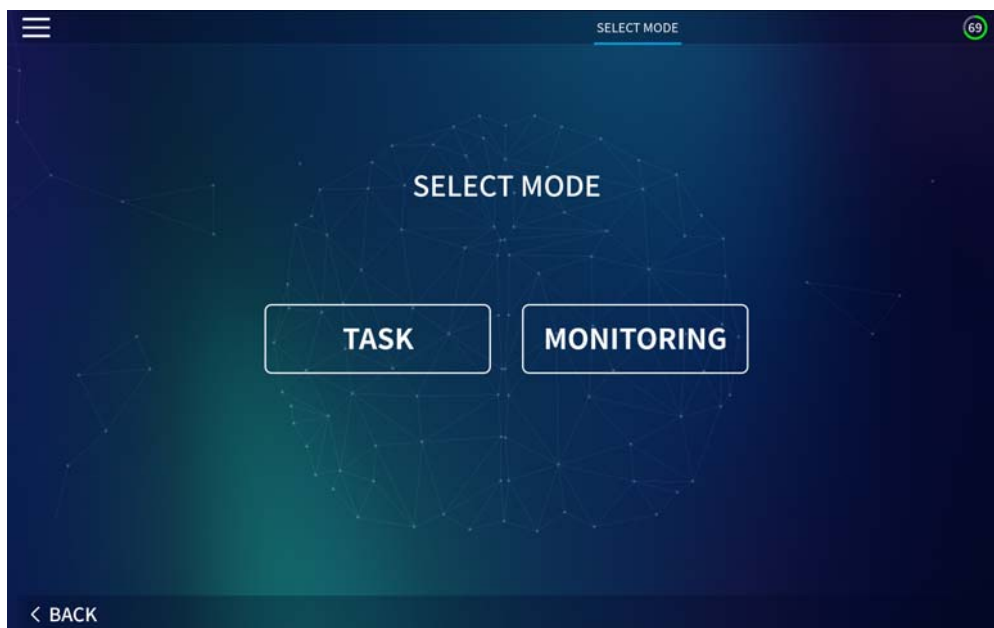 SELECT MODE
69
SELECT MODE
TASK
MONITORING
< BACK